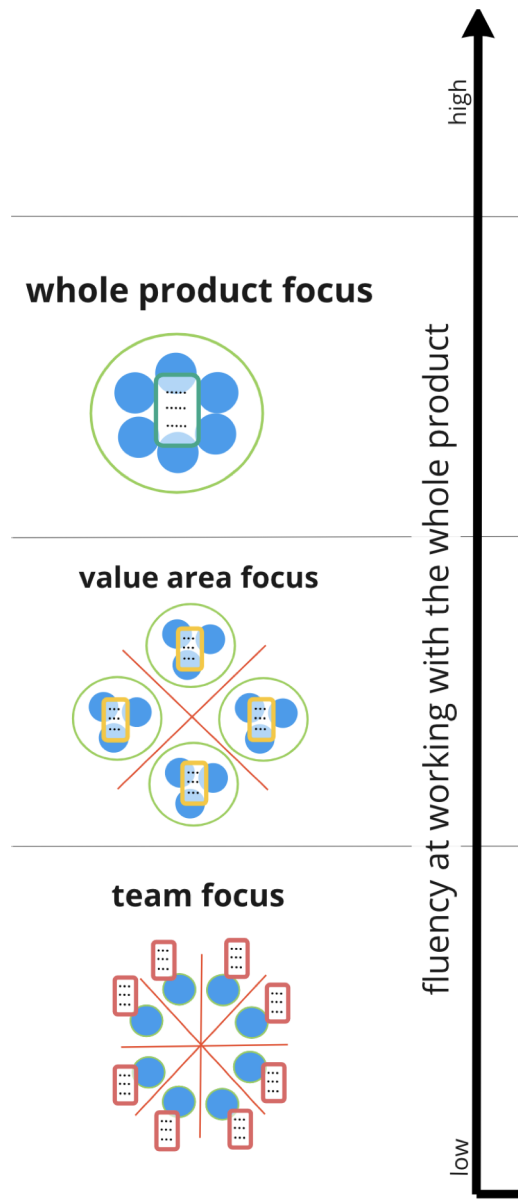 high
whole product focus
fluency at working with the whole product
value area focus
team focus
low